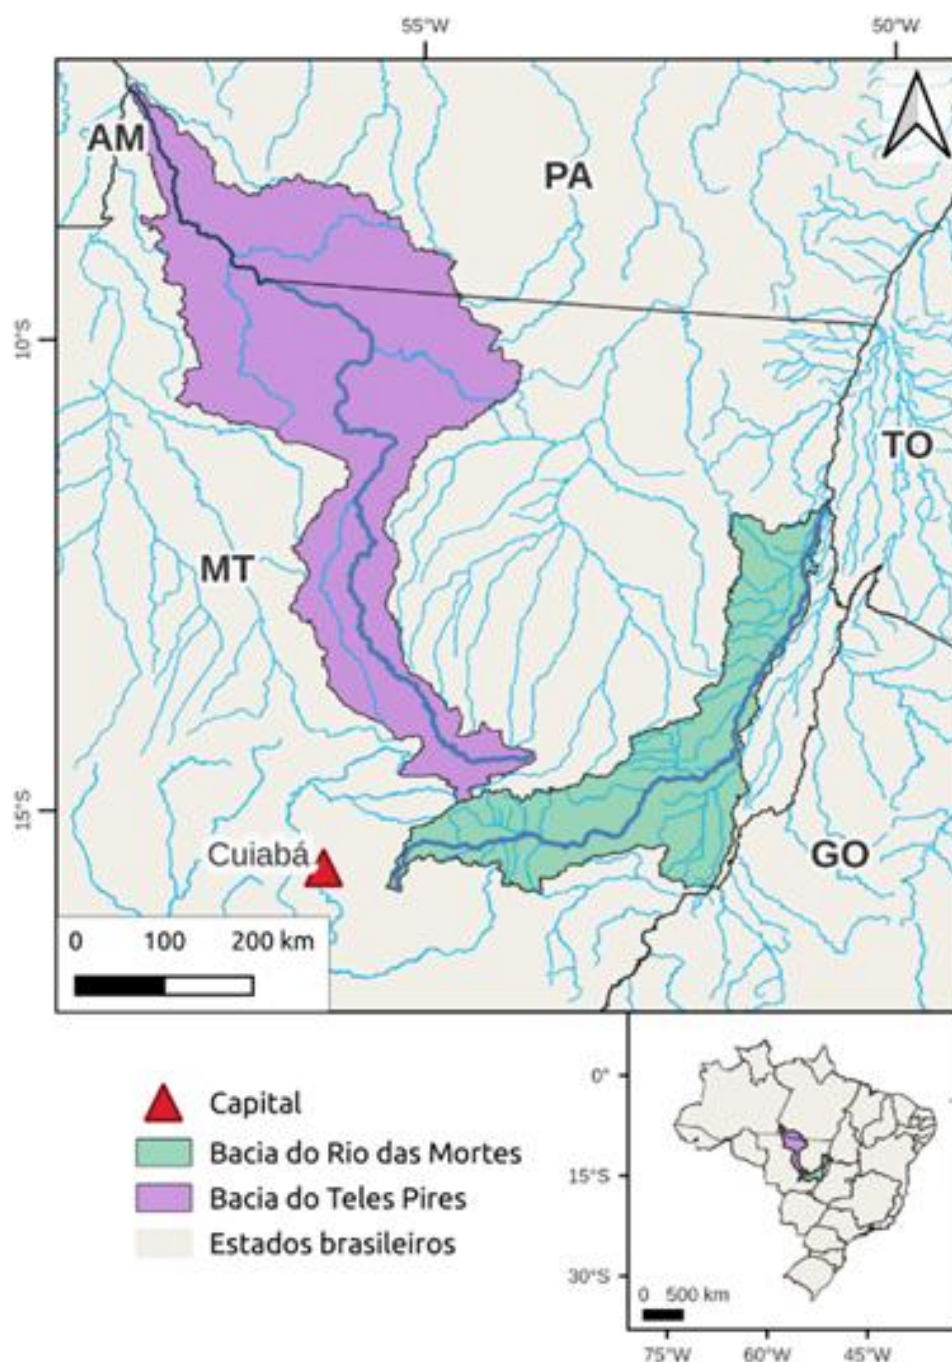 55°W 50°W
AM
PA
10°S
TO
MT
15°S
Cuiabá
GO
0 100 200 km
Capital
Bacia do Rio das Mortes
Bacia do Teles Pires
Estados brasileiros
0°
15°S
30°S
0 500 km
75°W 60°W 45°W